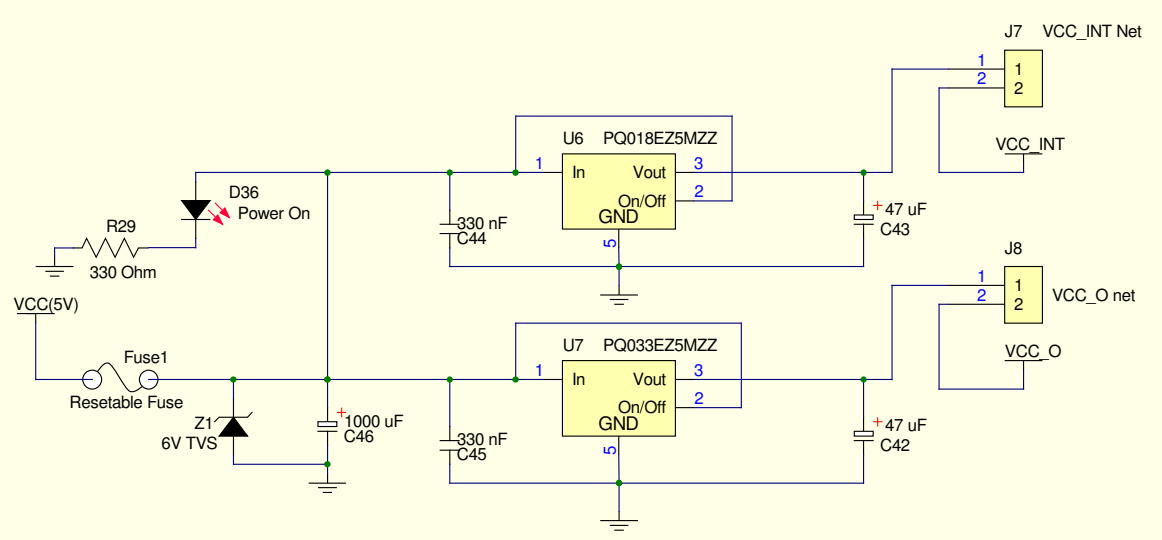 J7 VCC_INT Net
1 1
2 2
VCC_INT
U6 PQ018EZ5MZZ
1 In Vout 3
On/Off 2
GND
5
D36
Power On
R29
330 Ohm
330 nF
C44
+ 47 uF
C43
J8
1 1
2 2
VCC_O net
VCC_O
VCC(5V)
Fuse1
Resetable Fuse
U7 PQ033EZ5MZZ
1 In Vout 3
On/Off 2
GND
5
Z1
6V TVS
+ 1000 uF
C46
330 nF
C45
+ 47 uF
C42